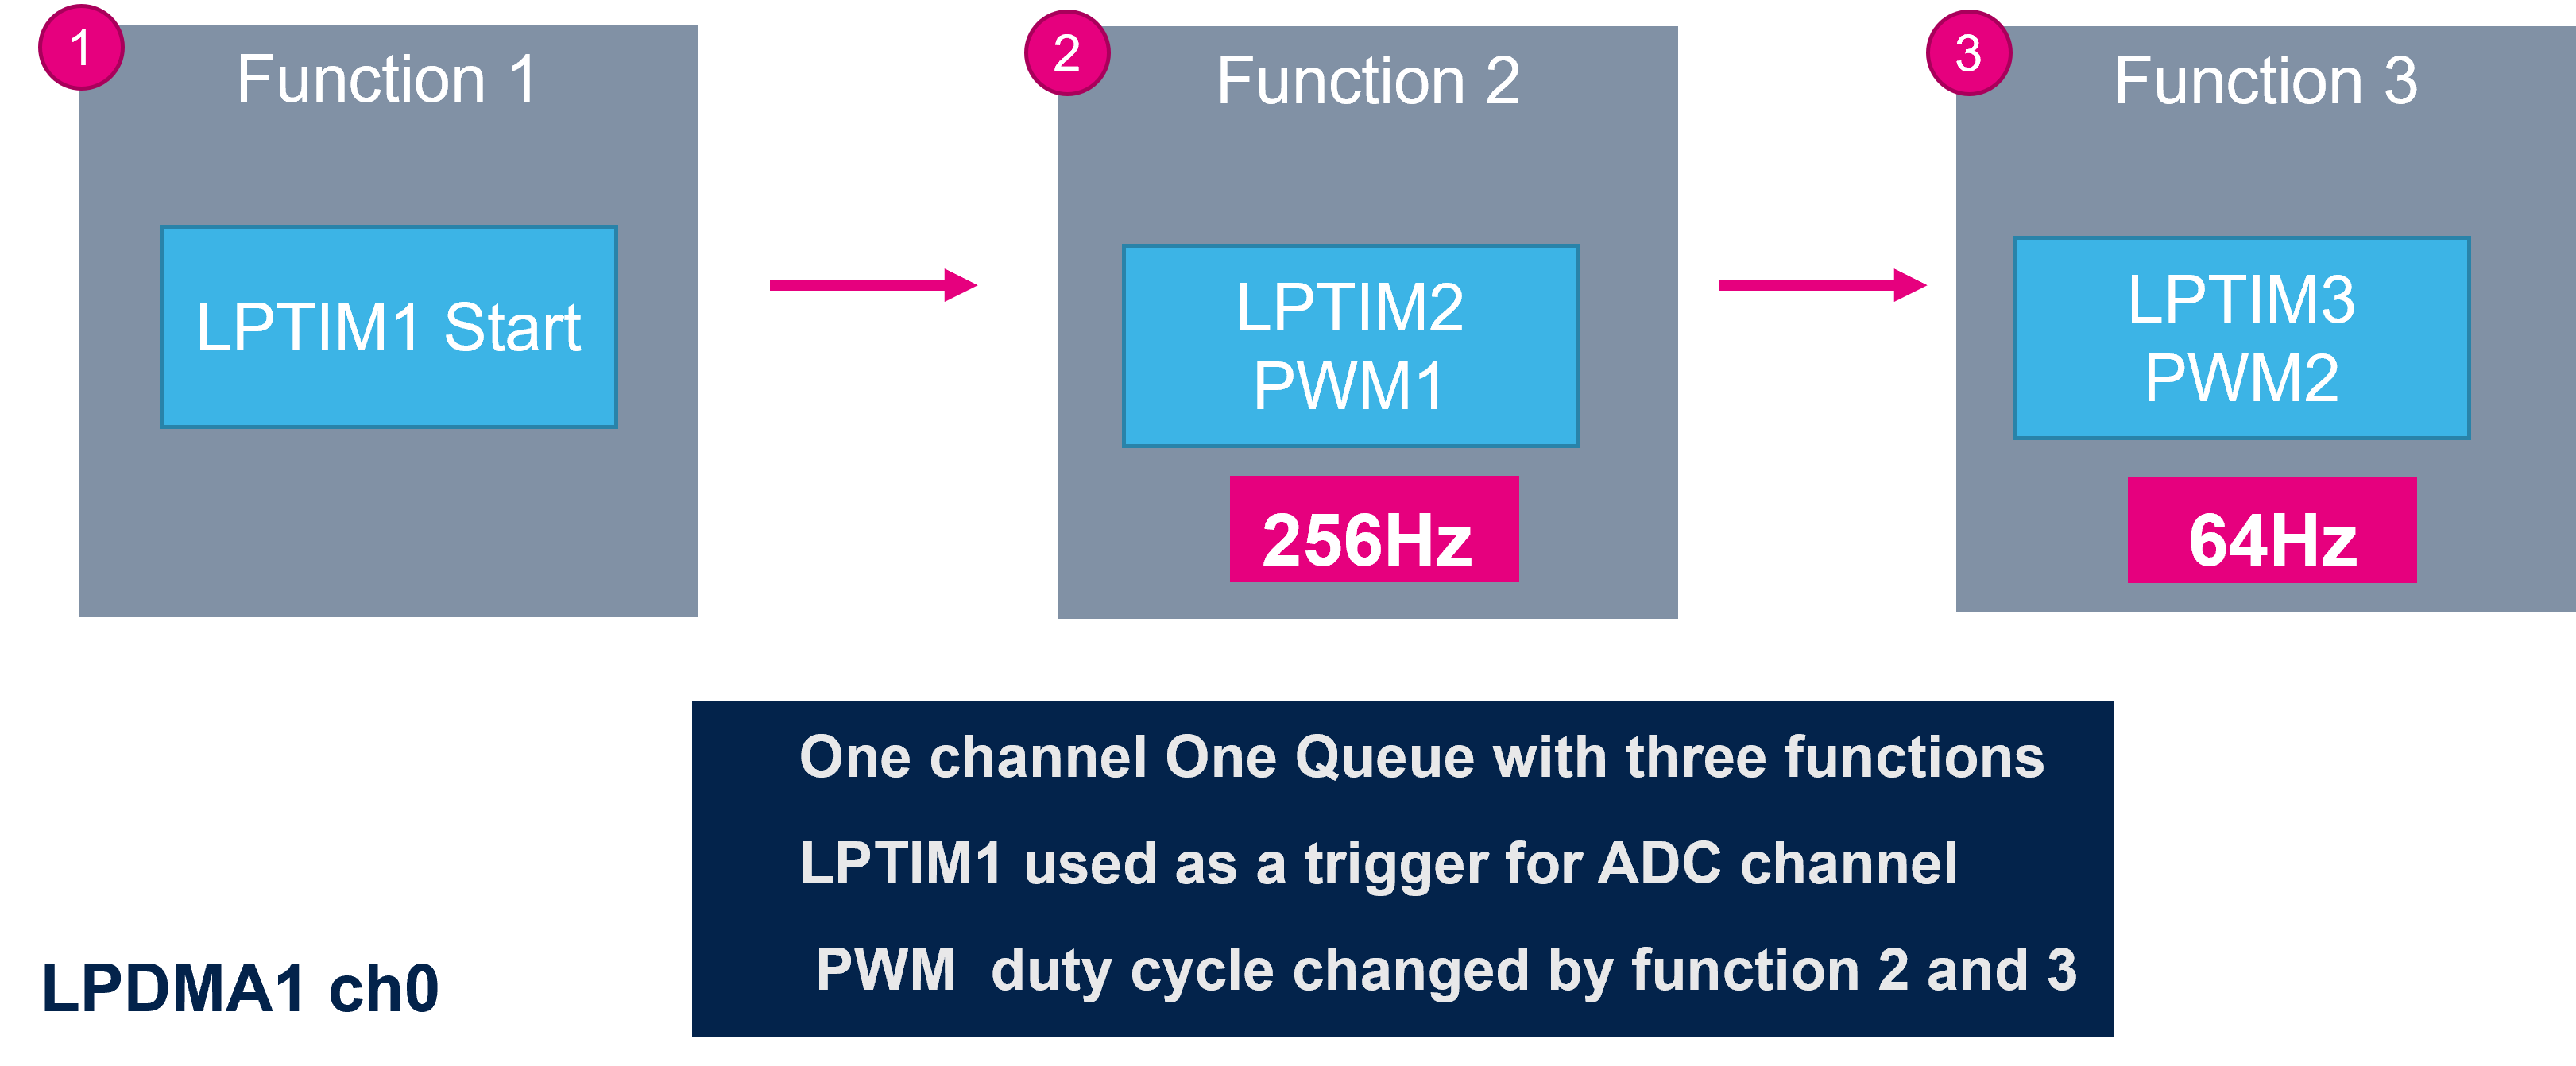 1
Function 1
LPTIM1 Start
2
Function 2
LPTIM2
PWM1
256Hz
3
Function 3
LPTIM3
PWM2
64Hz
One channel One Queue with three functions
LPTIM1 used as a trigger for ADC channel
PWM  duty cycle changed by function 2 and 3
LPDMA1 ch0